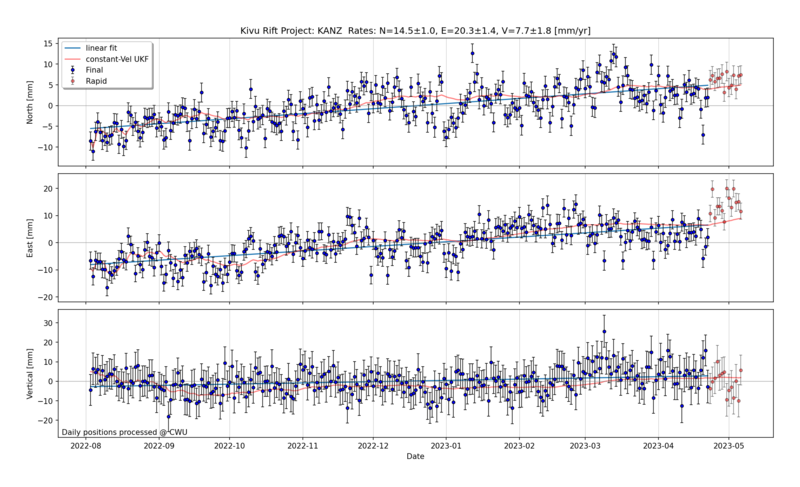 Kivu Rift Project: KANZ  Rates: N=14.5±1.0, E=20.3±1.4, V=7.7±1.8 [mm/yr]
linear fit
constant-Vel UKF
Final
Rapid
North [mm]
15
10
5
0
−5
−10
East [mm]
20
10
0
−10
−20
Vertical [mm]
30
20
10
0
−10
−20
Daily positions processed @ CWU
2022-08 2022-09 2022-10 2022-11 2022-12 2023-01 2023-02 2023-03 2023-04 2023-05
Date